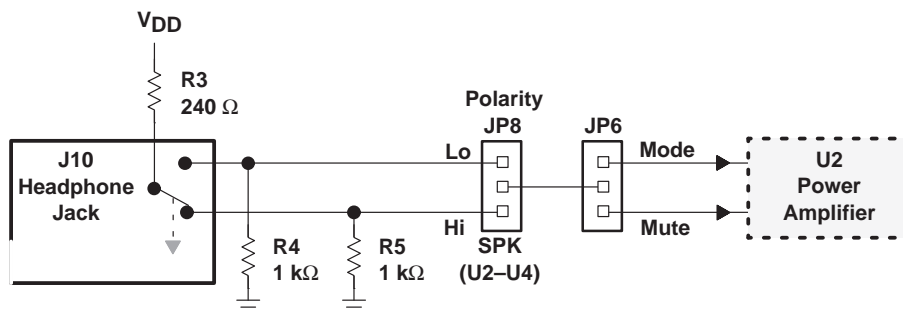 VDD
R3
240 Ω
Polarity
JP8
JP6
J10
Headphone
Jack
Lo
Mode
U2
Power
Amplifier
Hi
Mute
R4
1 kΩ
R5
1 kΩ
SPK
(U2–U4)